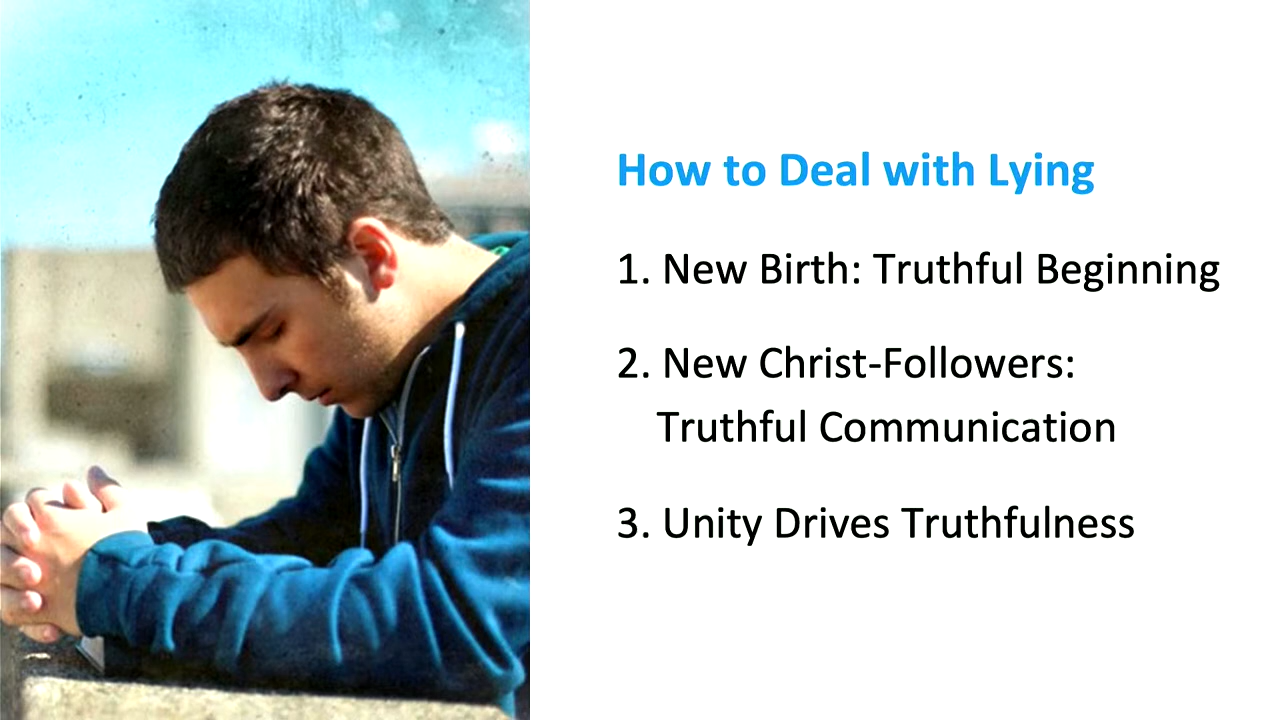 How to Deal with Lying
1. New Birth: Truthful Beginning
2. New Christ-Followers:
Truthful Communication
3. Unity Drives Truthfulness